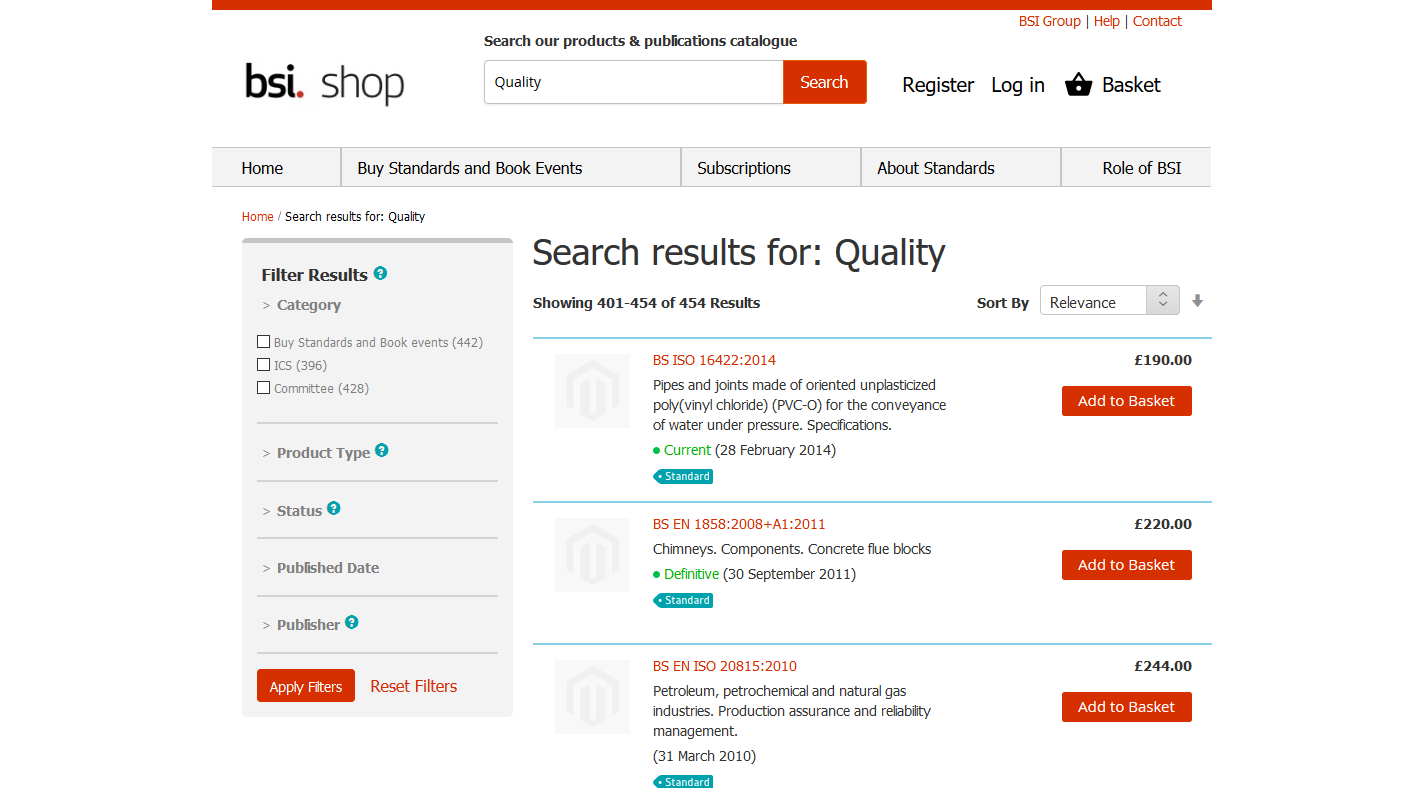 BSI Group | Help | Contact
Search our products & publications catalogue
bsi. shop
Quality
Search
Register
Log in
Basket
Home
Buy Standards and Book Events
Subscriptions
About Standards
Role of BSI
Home / Search results for: Quality
Filter Results ?
> Category
Buy Standards and Book events (442)
ICS (396)
Committee (428)
> Product Type ?
> Status ?
> Published Date
> Publisher ?
Apply Filters
Reset Filters
Search results for: Quality
Showing 401-454 of 454 Results
Sort By
Relevance
BS ISO 16422:2014
£190.00
Pipes and joints made of oriented unplasticized
poly(vinyl chloride) (PVC-O) for the conveyance
of water under pressure. Specifications.
Add to Basket
Current (28 February 2014)
Standard
BS EN 1858:2008+A1:2011
£220.00
Chimneys. Components. Concrete flue blocks
Add to Basket
Definitive (30 September 2011)
Standard
BS EN ISO 20815:2010
£244.00
Petroleum, petrochemical and natural gas
industries. Production assurance and reliability
management.
Add to Basket
(31 March 2010)
Standard